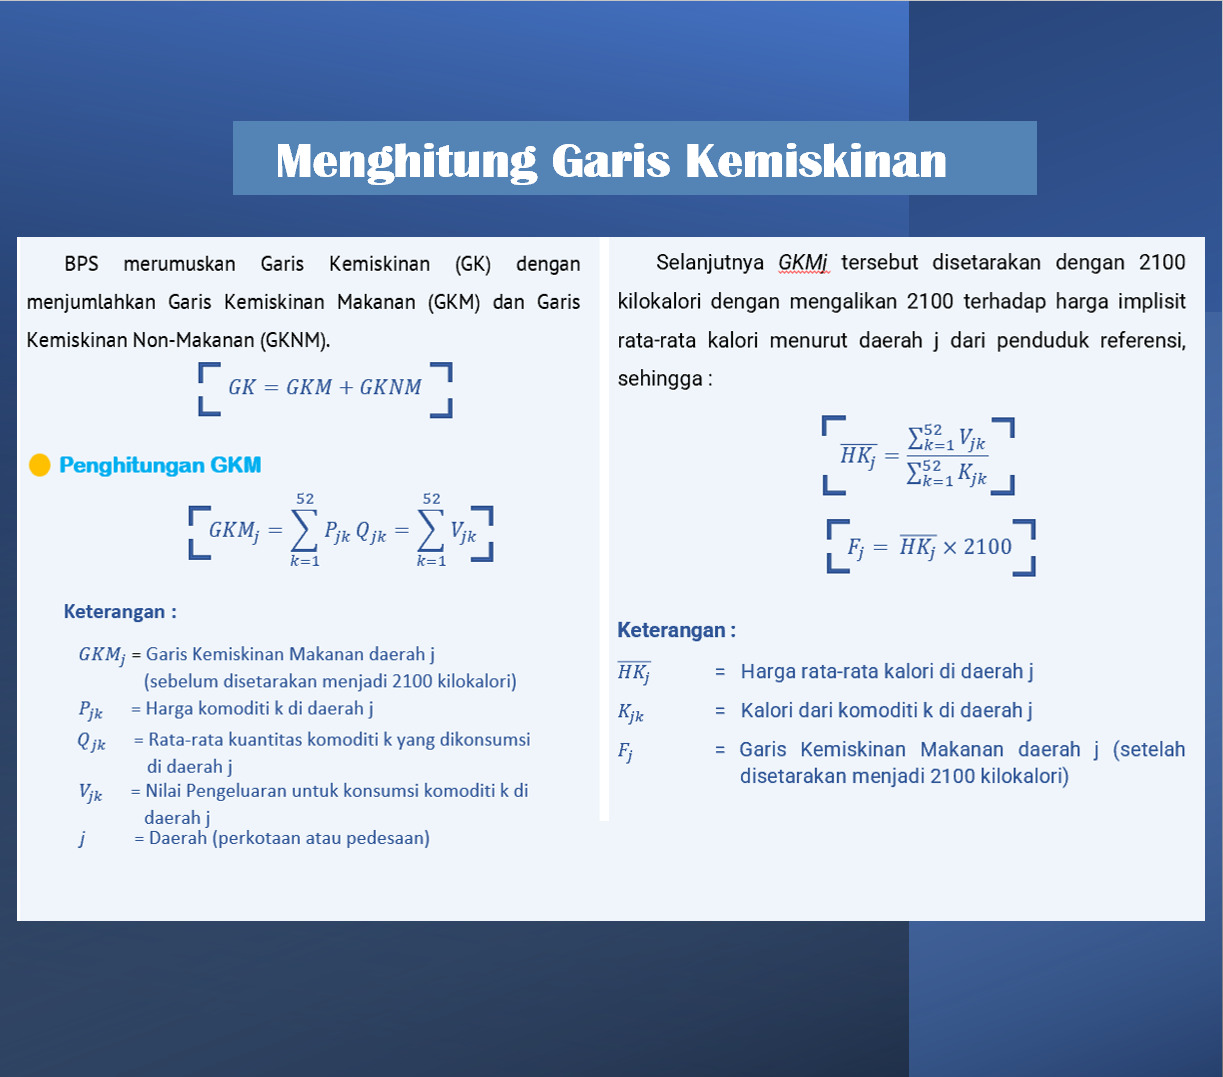 Menghitung Garis Kemiskinan
BPS merumuskan Garis Kemiskinan (GK) dengan
menjumlahkan Garis Kemiskinan Makanan (GKM) dan Garis
Kemiskinan Non-Makanan (GKNM).
GK = GKM + GKNM
Penghitungan GKM
GKM_j = ∑_{k=1}^{52} P_{jk} Q_{jk} = ∑_{k=1}^{52} V_{jk}
Keterangan :
GKM_j = Garis Kemiskinan Makanan daerah j
(sebelum disetarakan menjadi 2100 kilokalori)
P_{jk} = Harga komoditi k di daerah j
Q_{jk} = Rata-rata kuantitas komoditi k yang dikonsumsi
di daerah j
V_{jk} = Nilai Pengeluaran untuk konsumsi komoditi k di
daerah j
j = Daerah (perkotaan atau pedesaan)
Selanjutnya GKMj tersebut disetarakan dengan 2100
kilokalori dengan mengalikan 2100 terhadap harga implisit
rata-rata kalori menurut daerah j dari penduduk referensi,
sehingga :
\overline{HK_j} = \frac{∑_{k=1}^{52} V_{jk}}{∑_{k=1}^{52} K_{jk}}
F_j = \overline{HK_j} × 2100
Keterangan :
\overline{HK_j} = Harga rata-rata kalori di daerah j
K_{jk} = Kalori dari komoditi k di daerah j
F_j = Garis Kemiskinan Makanan daerah j (setelah
disetarakan menjadi 2100 kilokalori)